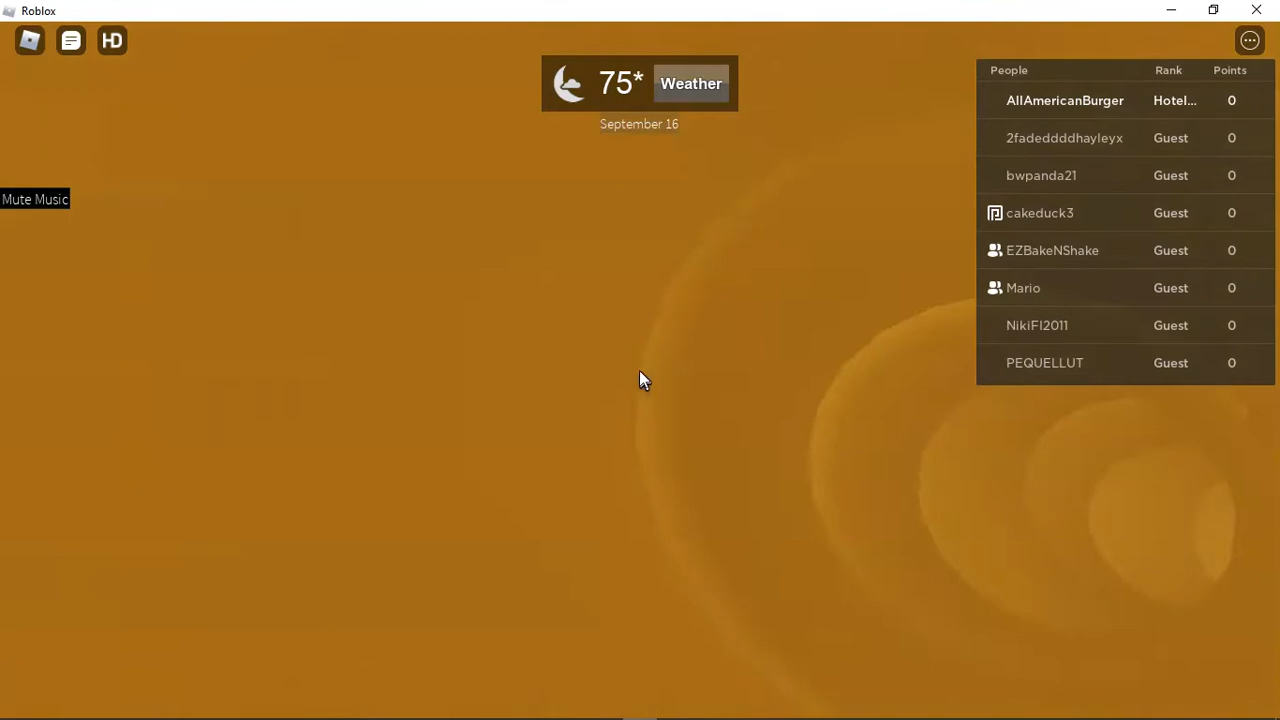 Roblox
HD
75* Weather
September 16
Mute Music
People Rank Points
AllAmericanBurger Hotel... 0
2fadeddddhayleyx Guest 0
bwpanda21 Guest 0
cakeduck3 Guest 0
EZBakeNShake Guest 0
Mario Guest 0
NikiFI2011 Guest 0
PEQUELLUT Guest 0